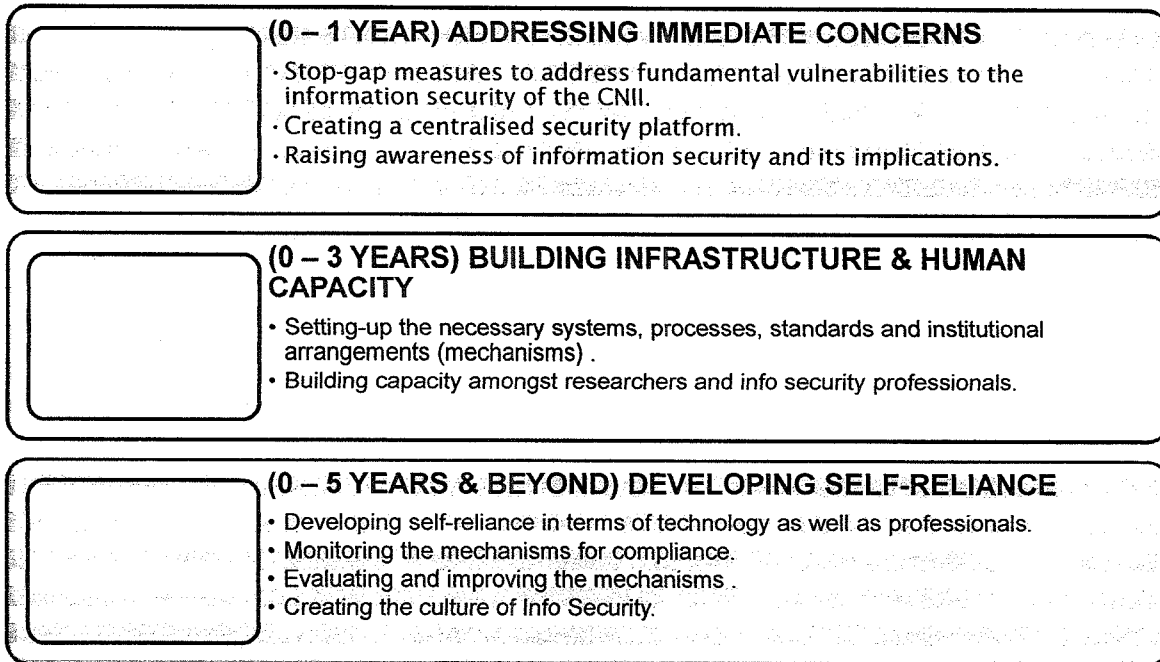 (0 – 1 YEAR) ADDRESSING IMMEDIATE CONCERNS
· Stop-gap measures to address fundamental vulnerabilities to the
information security of the CNII.
· Creating a centralised security platform.
· Raising awareness of information security and its implications.
(0 – 3 YEARS) BUILDING INFRASTRUCTURE & HUMAN
CAPACITY
• Setting-up the necessary systems, processes, standards and institutional
arrangements (mechanisms) .
• Building capacity amongst researchers and info security professionals.
(0 – 5 YEARS & BEYOND) DEVELOPING SELF-RELIANCE
• Developing self-reliance in terms of technology as well as professionals.
• Monitoring the mechanisms for compliance.
• Evaluating and improving the mechanisms .
• Creating the culture of Info Security.